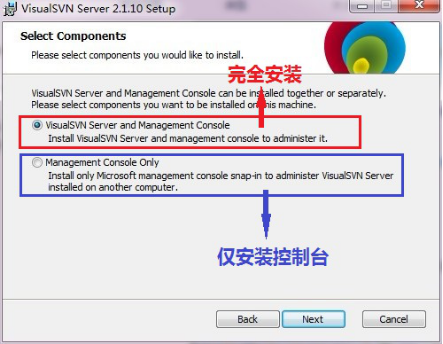 VisualSVN Server 2.1.10 Setup
Select Components
Please select components you would like to install.
完全安装
VisualSVN Server and Management Console can be installed together or separately.
Please select components you want to be installed on this machine.
VisualSVN Server and Management Console
Install VisualSVN Server and management console to administer it.
Management Console Only
Install only Microsoft management console snap-in to administer VisualSVN Server
installed on another computer.
仅安装控制台
Back
Next
Cancel